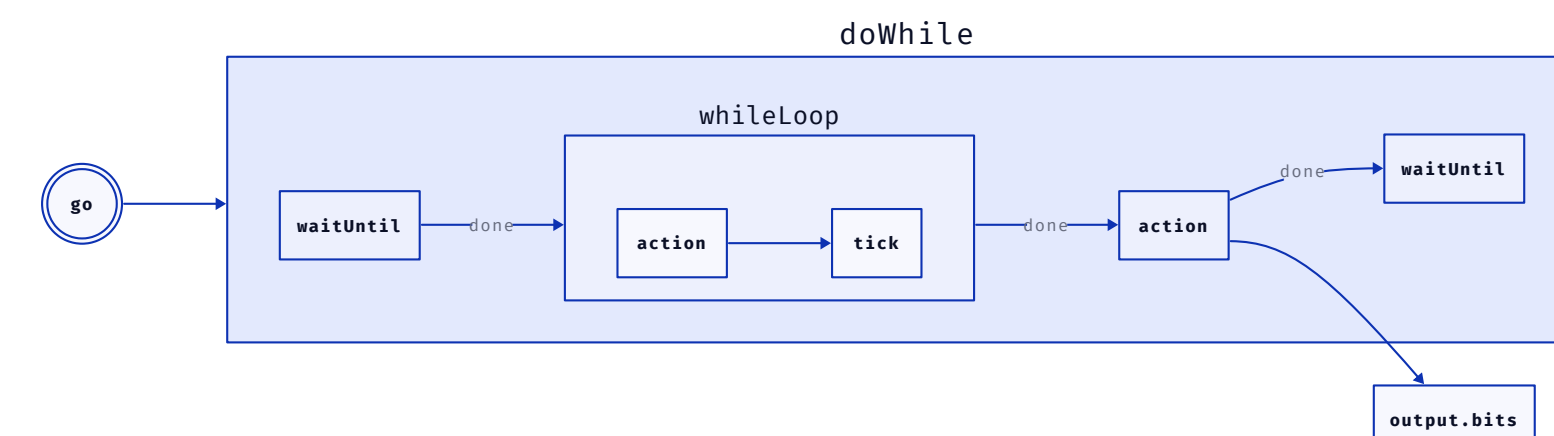 doWhile
whileLoop
go
waitUntil
done
action
tick
done
action
done
waitUntil
output.bits